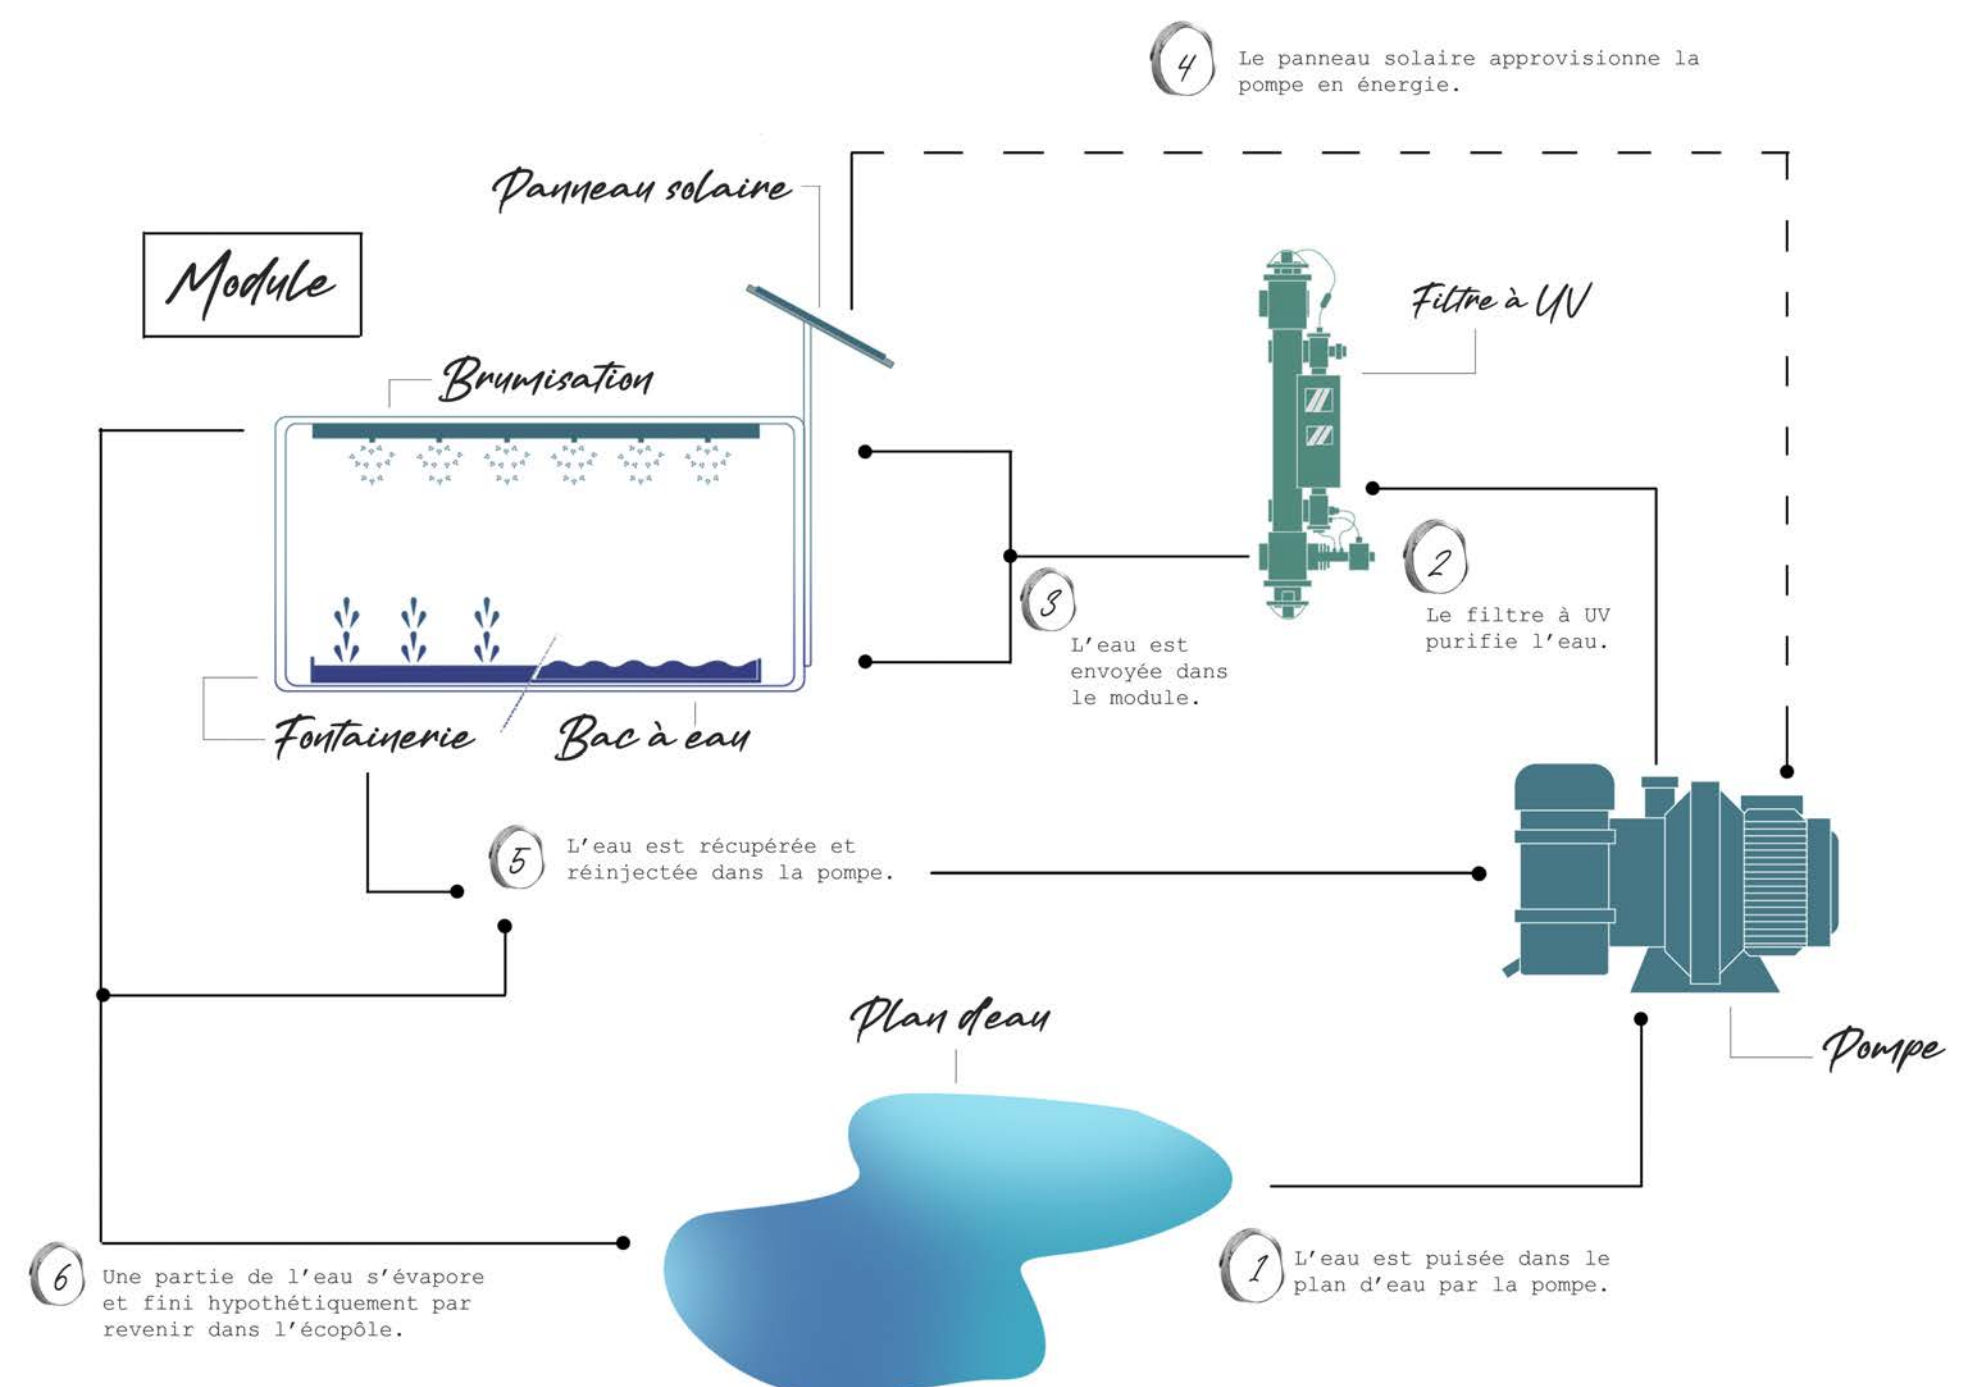 4
Le panneau solaire approvisionne la
pompe en énergie.
Panneau solaire
Module
Filtre à UV
Brumisation
2
Le filtre à UV
purifie l'eau.
3
L'eau est
envoyée dans
le module.
Fontainerie
Bac à eau
5
L'eau est récupérée et
réinjectée dans la pompe.
Plan d'eau
Pompe
1
L'eau est puisée dans le
plan d'eau par la pompe.
6
Une partie de l'eau s'évapore
et fini hypothétiquement par
revenir dans l'écopôle.